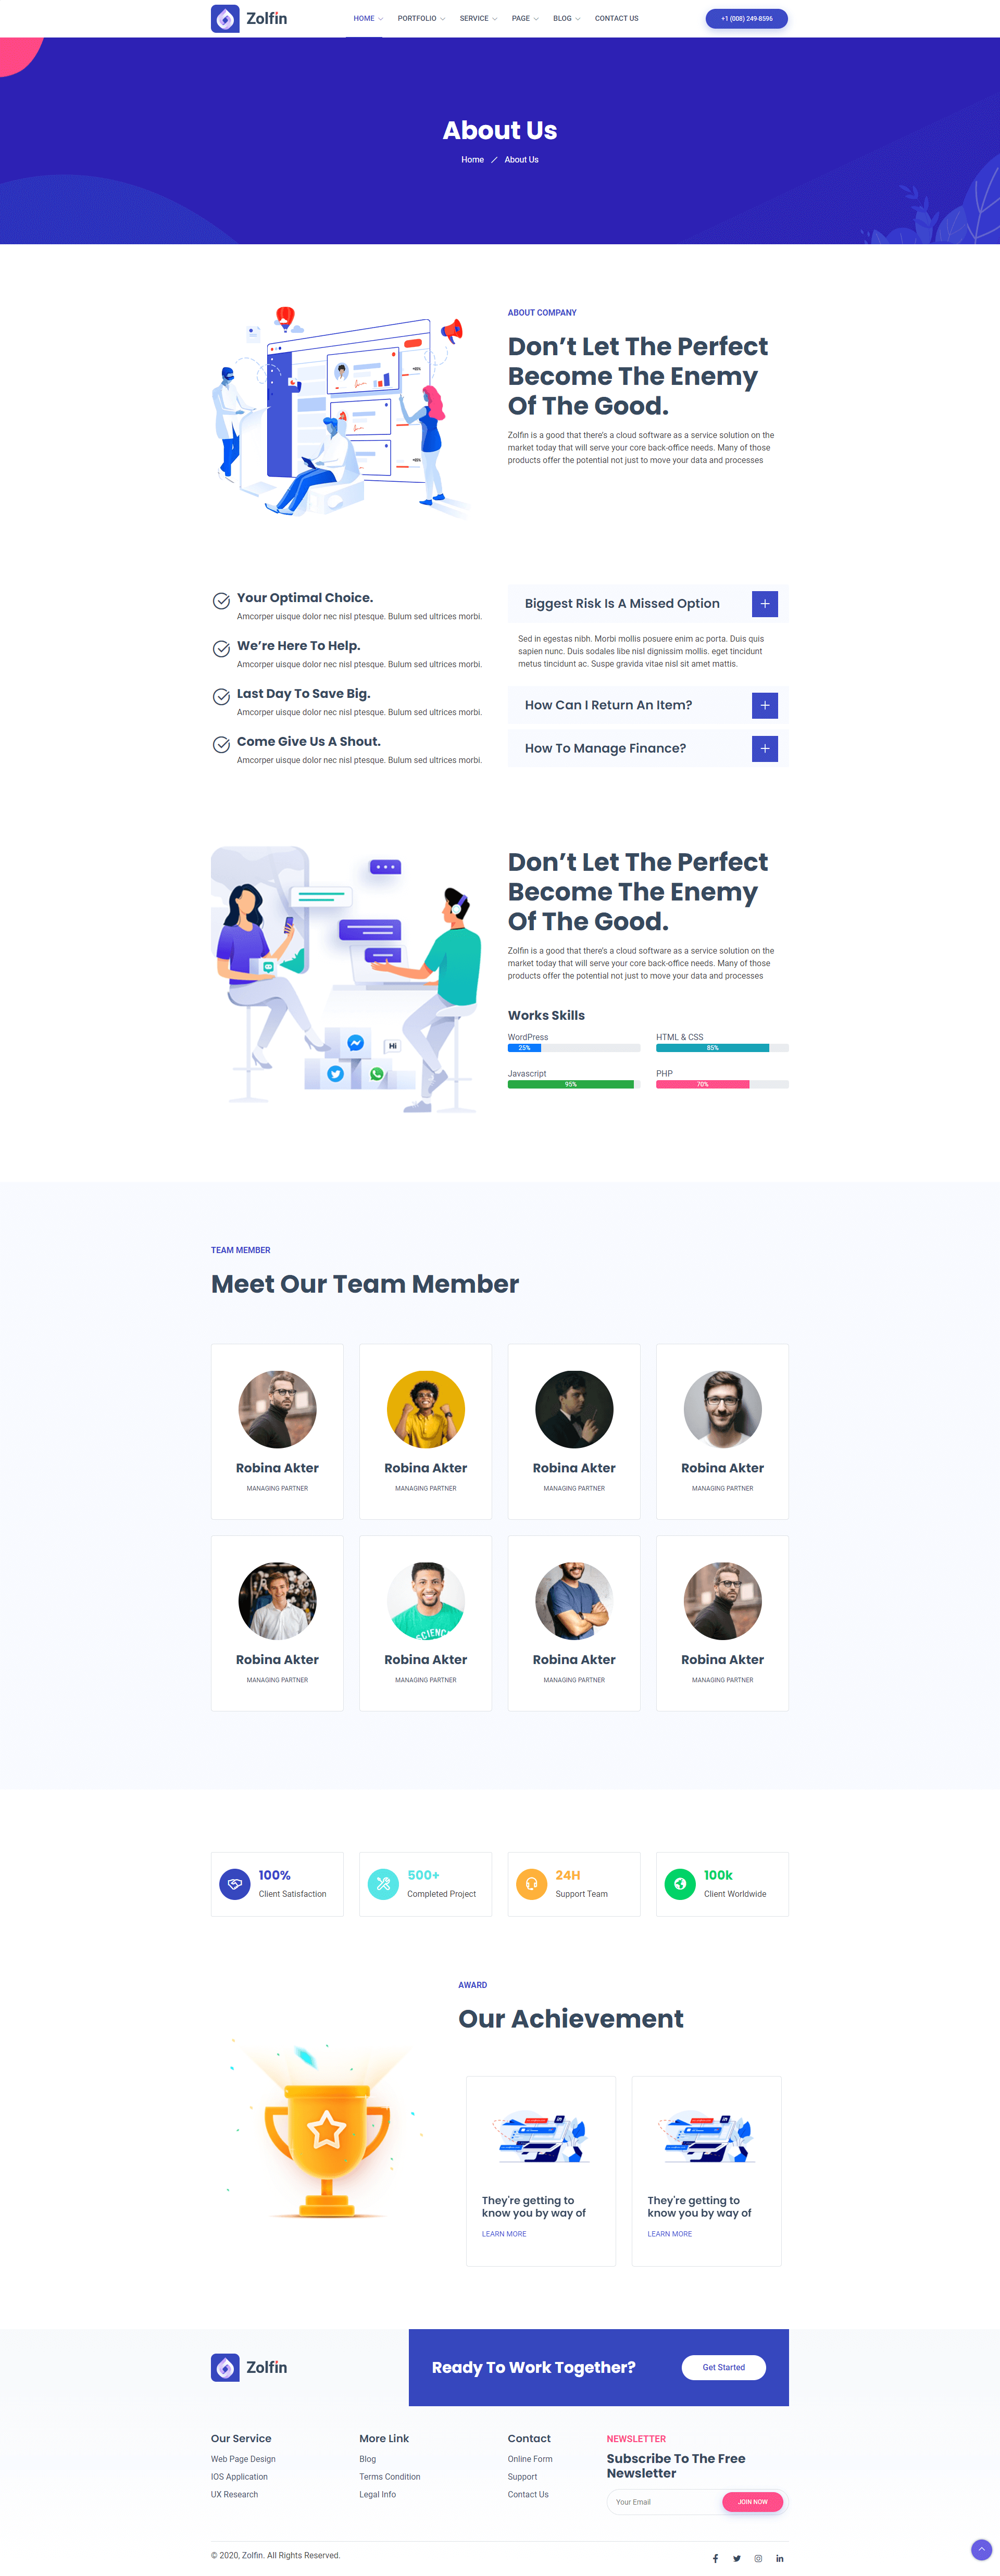 Zolfin
HOME
PORTFOLIO
SERVICE
PAGE
BLOG
CONTACT US
+1 (008) 249-8596
About Us
Home / About Us
ABOUT COMPANY
Don’t Let The Perfect
Become The Enemy
Of The Good.
Zolfin is a good that there's a cloud software as a service solution on the
market today that will serve your core back-office needs. Many of those
products offer the potential not just to move your data and processes
Your Optimal Choice.
Amcorper uisque dolor nec nisl ptesque. Bulum sed ultrices morbi.
We’re Here To Help.
Amcorper uisque dolor nec nisl ptesque. Bulum sed ultrices morbi.
Last Day To Save Big.
Amcorper uisque dolor nec nisl ptesque. Bulum sed ultrices morbi.
Come Give Us A Shout.
Amcorper uisque dolor nec nisl ptesque. Bulum sed ultrices morbi.
Biggest Risk Is A Missed Option
Sed in egestas nibh. Morbi mollis posuere enim ac porta. Duis quis
sapien nunc. Duis sodales libe nisl dignissim mollis. eget tincidunt
metus tincidunt ac. Suspe gravida vitae nisl sit amet mattis.
How Can I Return An Item?
How To Manage Finance?
Hi
Don’t Let The Perfect
Become The Enemy
Of The Good.
Zolfin is a good that there's a cloud software as a service solution on the
market today that will serve your core back-office needs. Many of those
products offer the potential not just to move your data and processes
Works Skills
WordPress
25%
HTML & CSS
85%
Javascript
95%
PHP
70%
TEAM MEMBER
Meet Our Team Member
Robina Akter
MANAGING PARTNER
Robina Akter
MANAGING PARTNER
Robina Akter
MANAGING PARTNER
Robina Akter
MANAGING PARTNER
Robina Akter
MANAGING PARTNER
SCIENC
Robina Akter
MANAGING PARTNER
Robina Akter
MANAGING PARTNER
Robina Akter
MANAGING PARTNER
100%
Client Satisfaction
500+
Completed Project
24H
Support Team
100k
Client Worldwide
AWARD
Our Achievement
They're getting to
know you by way of
LEARN MORE
They're getting to
know you by way of
LEARN MORE
Zolfin
Ready To Work Together?
Get Started
Our Service
Web Page Design
IOS Application
UX Research
More Link
Blog
Terms Condition
Legal Info
Contact
Online Form
Support
Contact Us
NEWSLETTER
Subscribe To The Free
Newsletter
Your Email
JOIN NOW
© 2020, Zolfin. All Rights Reserved.